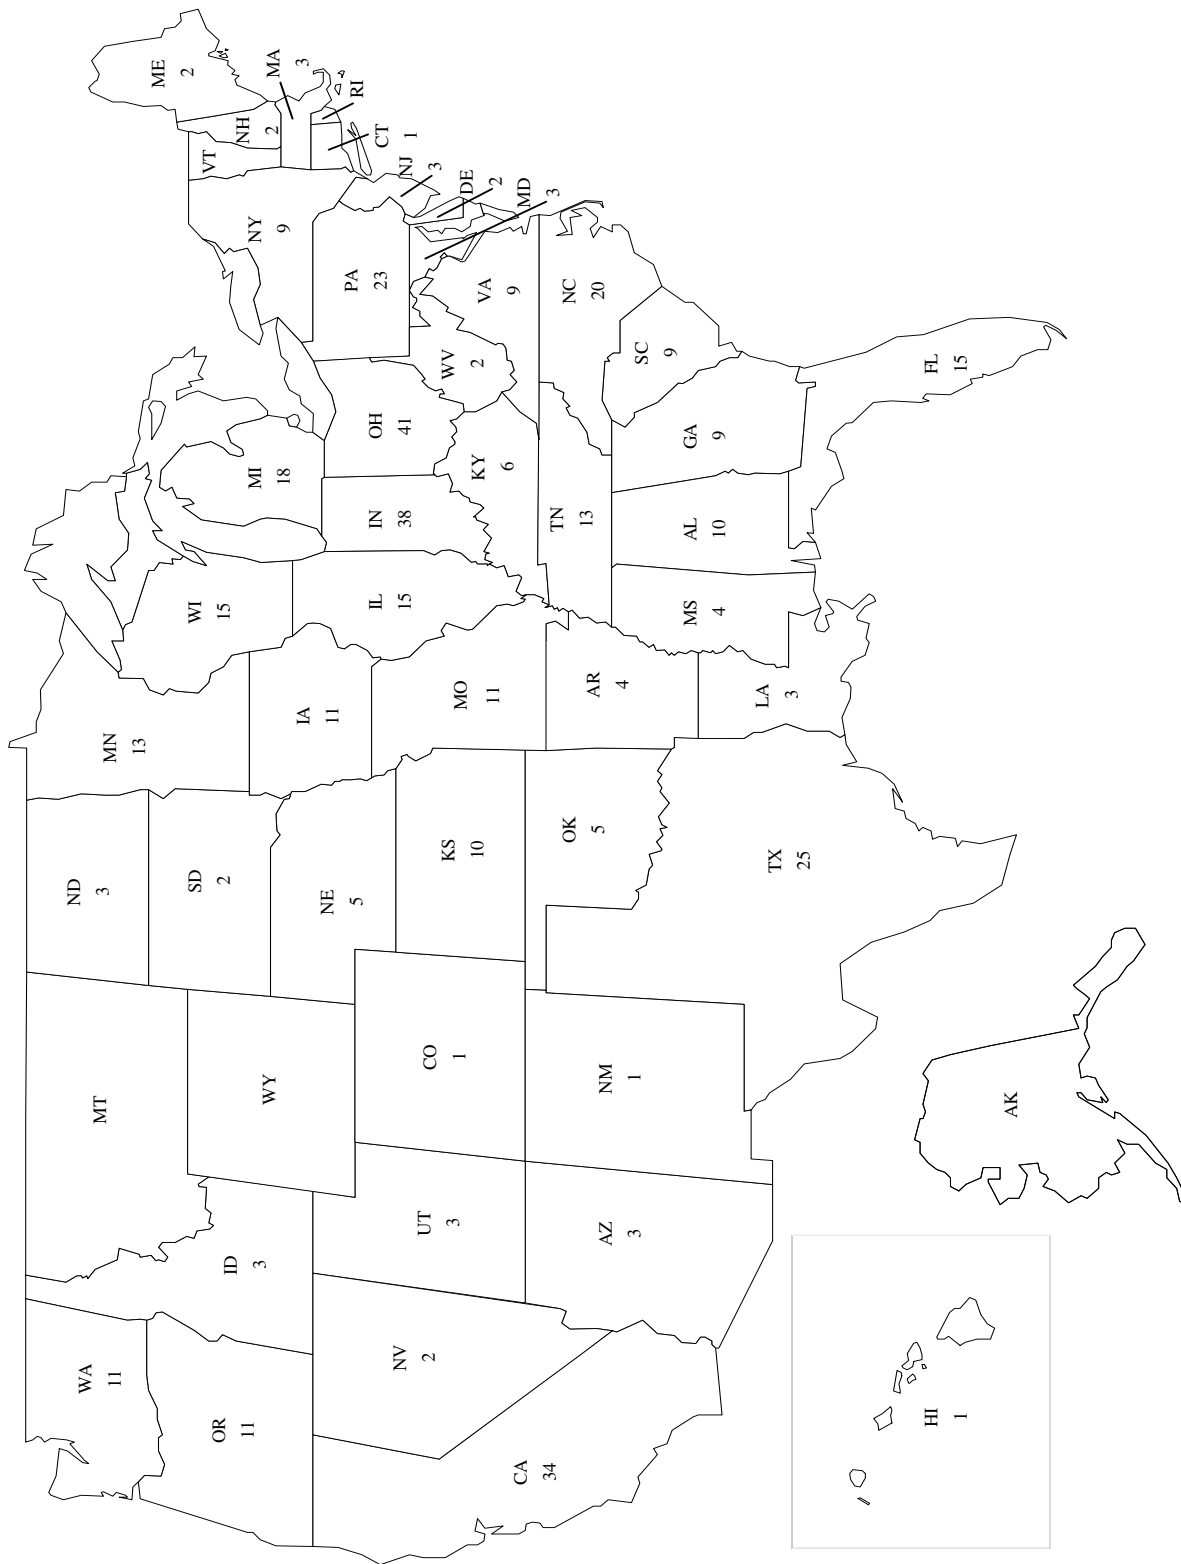 WA
11
OR
11
CA
34
NV
2
ID
3
MT
WY
UT
3
AZ
3
CO
1
NM
1
ND
3
SD
2
NE
5
KS
10
OK
5
TX
25
MN
13
IA
11
MO
11
AR
4
LA
3
WI
15
IL
15
MS
4
MI
18
IN
38
OH
41
KY
6
TN
13
AL
10
GA
9
FL
15
SC
9
NC
20
VA
9
WV
2
PA
23
NY
9
VT
NH
2
ME
2
MA
3
RI
CT
1
NJ
3
DE
2
MD
3
AK
HI
1